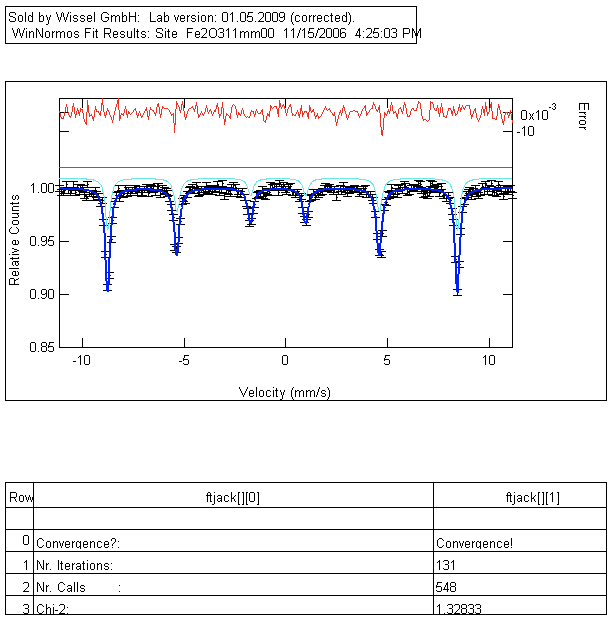 Sold by Wissel GmbH: Lab version: 01.05.2009 (corrected).
WinNormos Fit Results: Site Fe2O311mm00 11/15/2006 4:25:03 PM
0x10-3
-10
Error
1.00
0.95
0.90
0.85
Relative Counts
-10 -5 0 5 10
Velocity (mm/s)
Row ftjack[][0] ftjack[][1]
0 Convergence?: Convergence!
1 Nr. Iterations: 131
2 Nr. Calls : 548
3 Chi-2: 1.32833